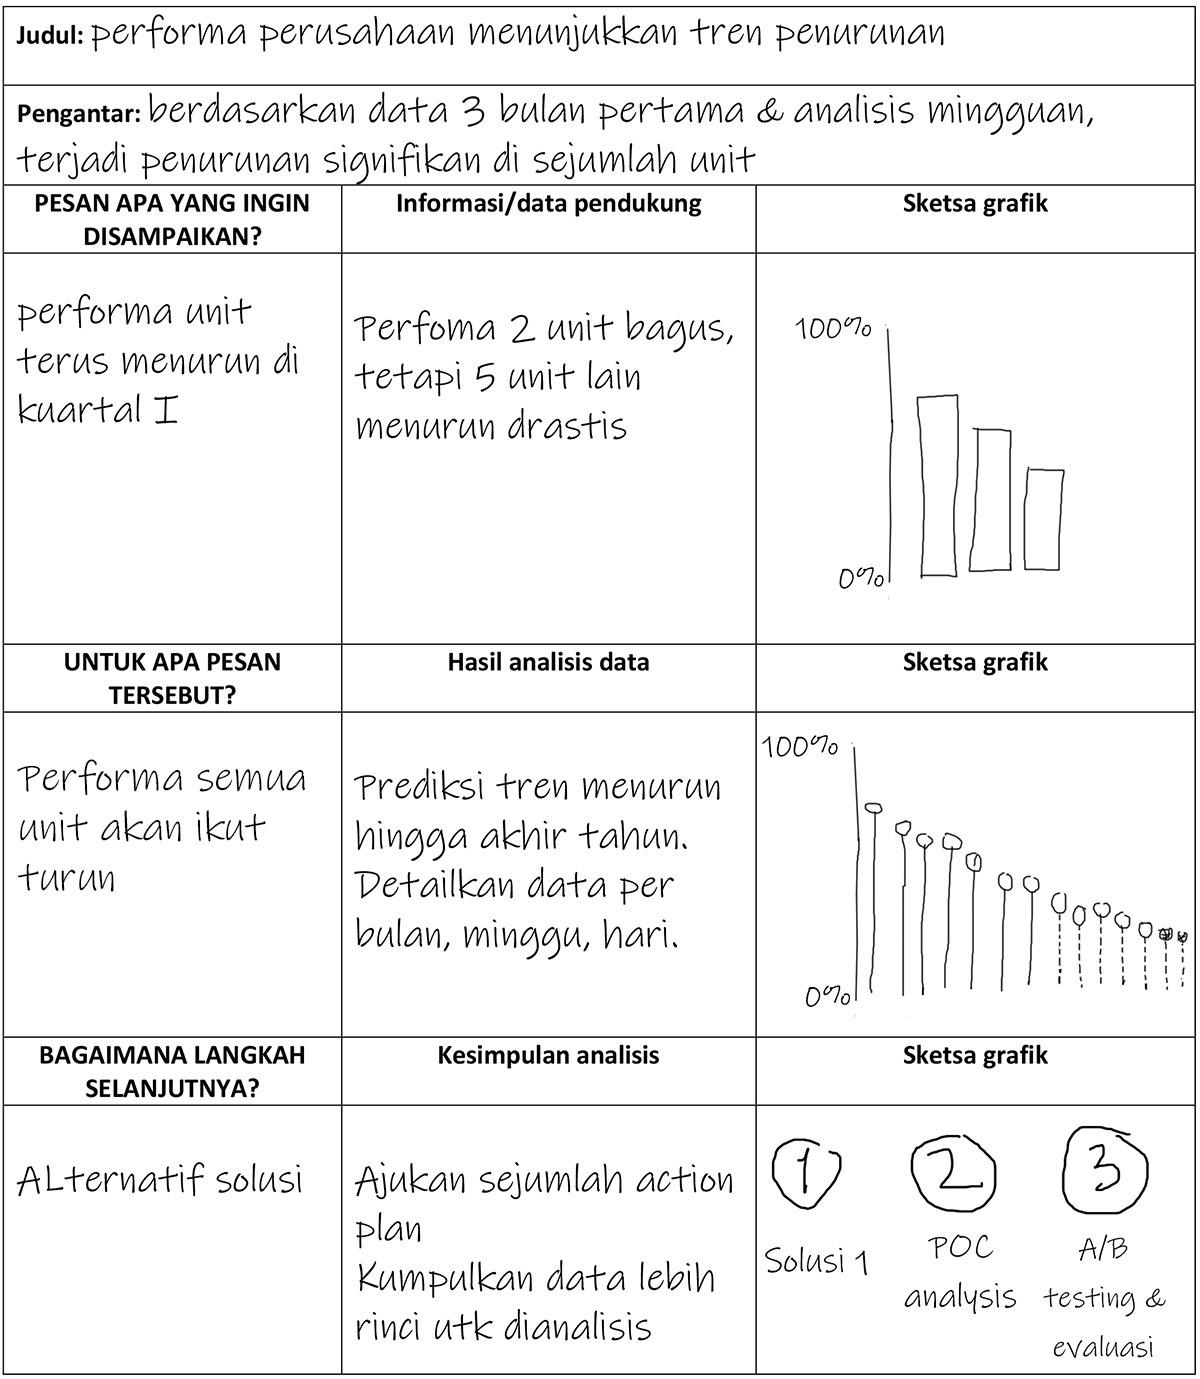 Judul: performa perusahaan menunjukkan tren penurunan
Pengantar: berdasarkan data 3 bulan pertama & analisis mingguan,
terjadi penurunan signifikan di sejumlah unit
PESAN APA YANG INGIN
DISAMPAIKAN?
Informasi/data pendukung
Sketsa grafik
performa unit
terus menurun di
kuartal I
Perfoma 2 unit bagus,
tetapi 5 unit lain
menurun drastis
100%
0%
UNTUK APA PESAN
TERSEBUT?
Hasil analisis data
Sketsa grafik
Performa semua
unit akan ikut
turun
Prediksi tren menurun
hingga akhir tahun.
Detailkan data per
bulan, minggu, hari.
100%
0%
BAGAIMANA LANGKAH
SELANJUTNYA?
Kesimpulan analisis
Sketsa grafik
ALternatif solusi
Ajukan sejumlah action
plan
Kumpulkan data lebih
rinci utk dianalisis
1
Solusi 1
2
POC
analysis
3
A/B
testing &
evaluasi